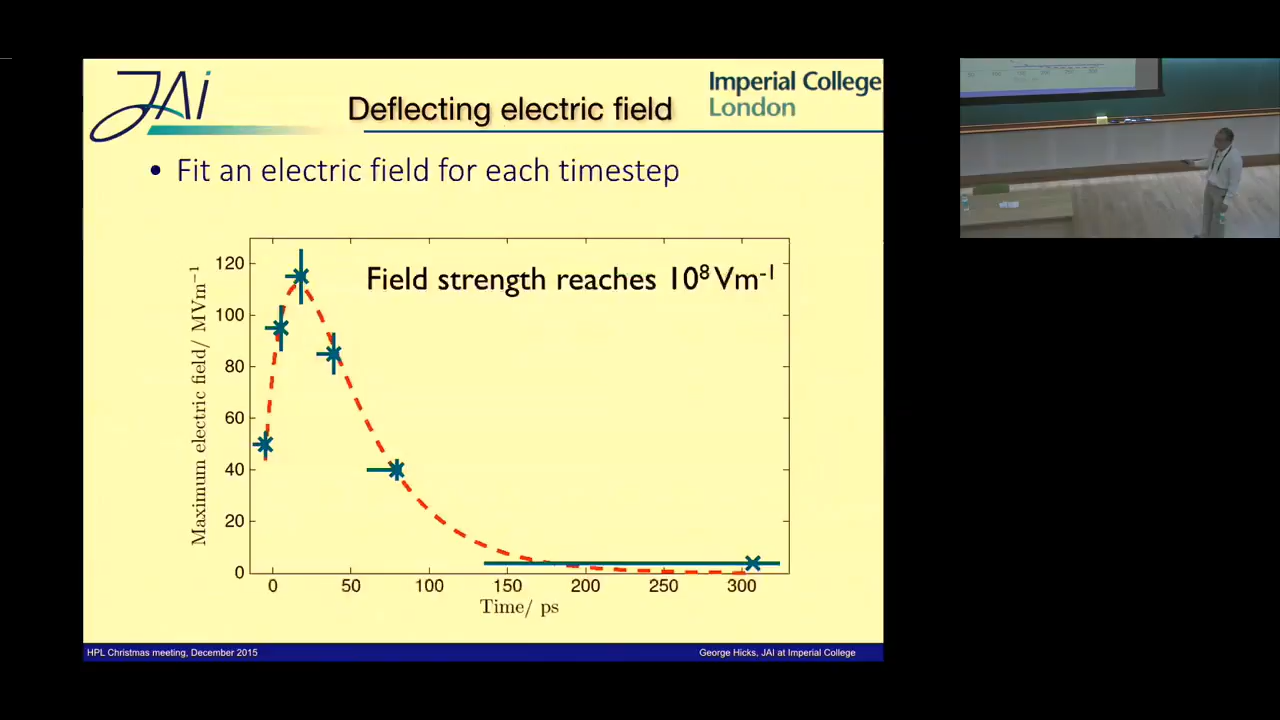 JAi
Deflecting electric field
Imperial College
London
• Fit an electric field for each timestep
Field strength reaches 10⁸ Vm⁻¹
Maximum electric field/ MVm⁻¹
120
100
80
60
40
20
0
0 50 100 150 200 250 300
Time/ ps
HPL Christmas meeting, December 2015
George Hicks, JAI at Imperial College